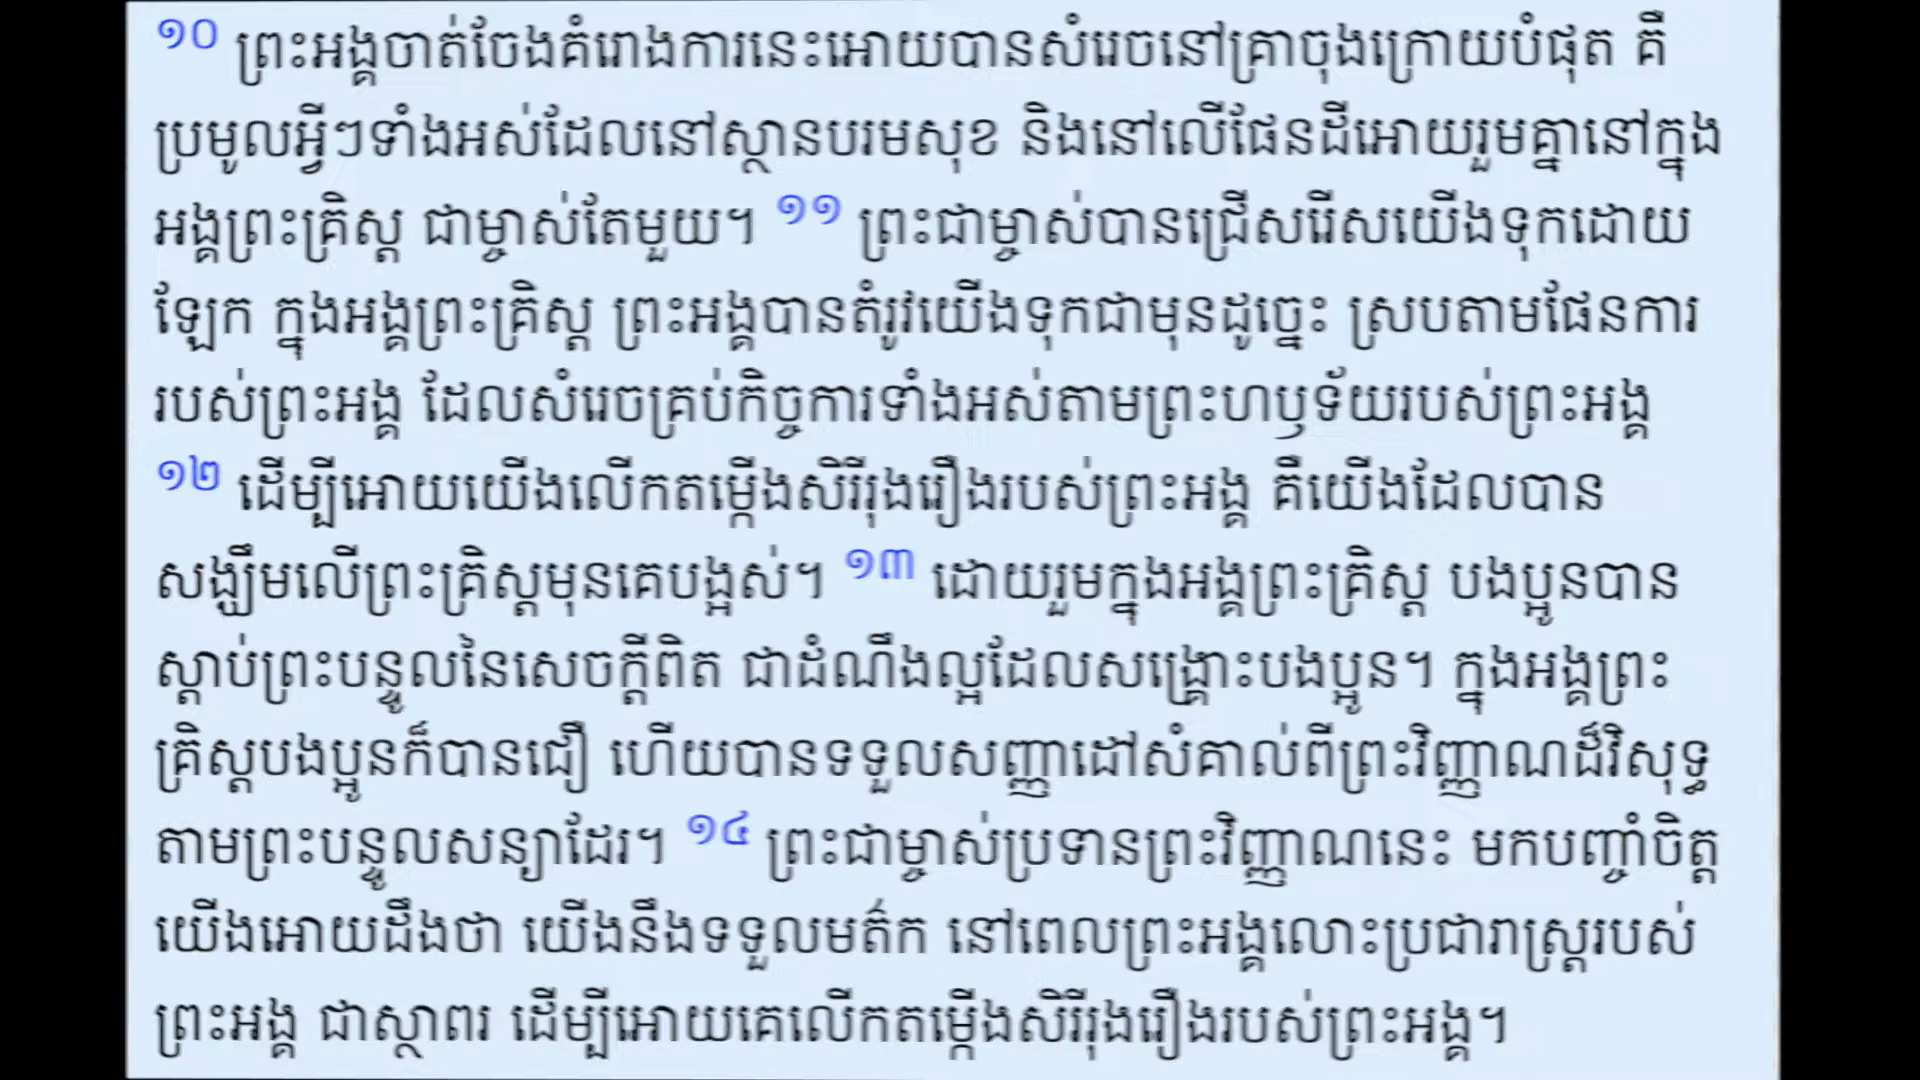 ១០ ព្រះអង្គចាត់ចែងគំរោងការនេះអោយបានសំរេចនៅគ្រាចុងក្រោយបំផុត គឺ
ប្រមូលអ្វីៗទាំងអស់ដែលនៅស្ថានបរមសុខ និងនៅលើផែនដីអោយរួមគ្នានៅក្នុង
អង្គព្រះគ្រិស្ត ជាម្ចាស់តែមួយ។ ១១ ព្រះជាម្ចាស់បានជ្រើសរើសយើងទុកដោយ
ឡែក ក្នុងអង្គព្រះគ្រិស្ត ព្រះអង្គបានតំរូវយើងទុកជាមុនដូច្នេះ ស្របតាមផែនការ
របស់ព្រះអង្គ ដែលសំរេចគ្រប់កិច្ចការទាំងអស់តាមព្រះហឫទ័យរបស់ព្រះអង្គ
១២ ដើម្បីអោយយើងលើកតម្កើងសិរីរុងរឿងរបស់ព្រះអង្គ គឺយើងដែលបាន
សង្ឃឹមលើព្រះគ្រិស្តមុនគេបង្អស់។ ១៣ ដោយរួមក្នុងអង្គព្រះគ្រិស្ត បងប្អូនបាន
ស្ដាប់ព្រះបន្ទូលនៃសេចក្ដីពិត ជាដំណឹងល្អដែលសង្គ្រោះបងប្អូន។ ក្នុងអង្គព្រះ
គ្រិស្តបងប្អូនក៏បានជឿ ហើយបានទទួលសញ្ញាដៅសំគាល់ពីព្រះវិញ្ញាណដ៏វិសុទ្ធ
តាមព្រះបន្ទូលសន្យាដែរ។ ១៤ ព្រះជាម្ចាស់ប្រទានព្រះវិញ្ញាណនេះ មកបញ្ចាំចិត្ត
យើងអោយដឹងថា យើងនឹងទទួលមត៌ក នៅពេលព្រះអង្គលោះប្រជារាស្ត្ររបស់
ព្រះអង្គ ជាស្ថាពរ ដើម្បីអោយគេលើកតម្កើងសិរីរុងរឿងរបស់ព្រះអង្គ។